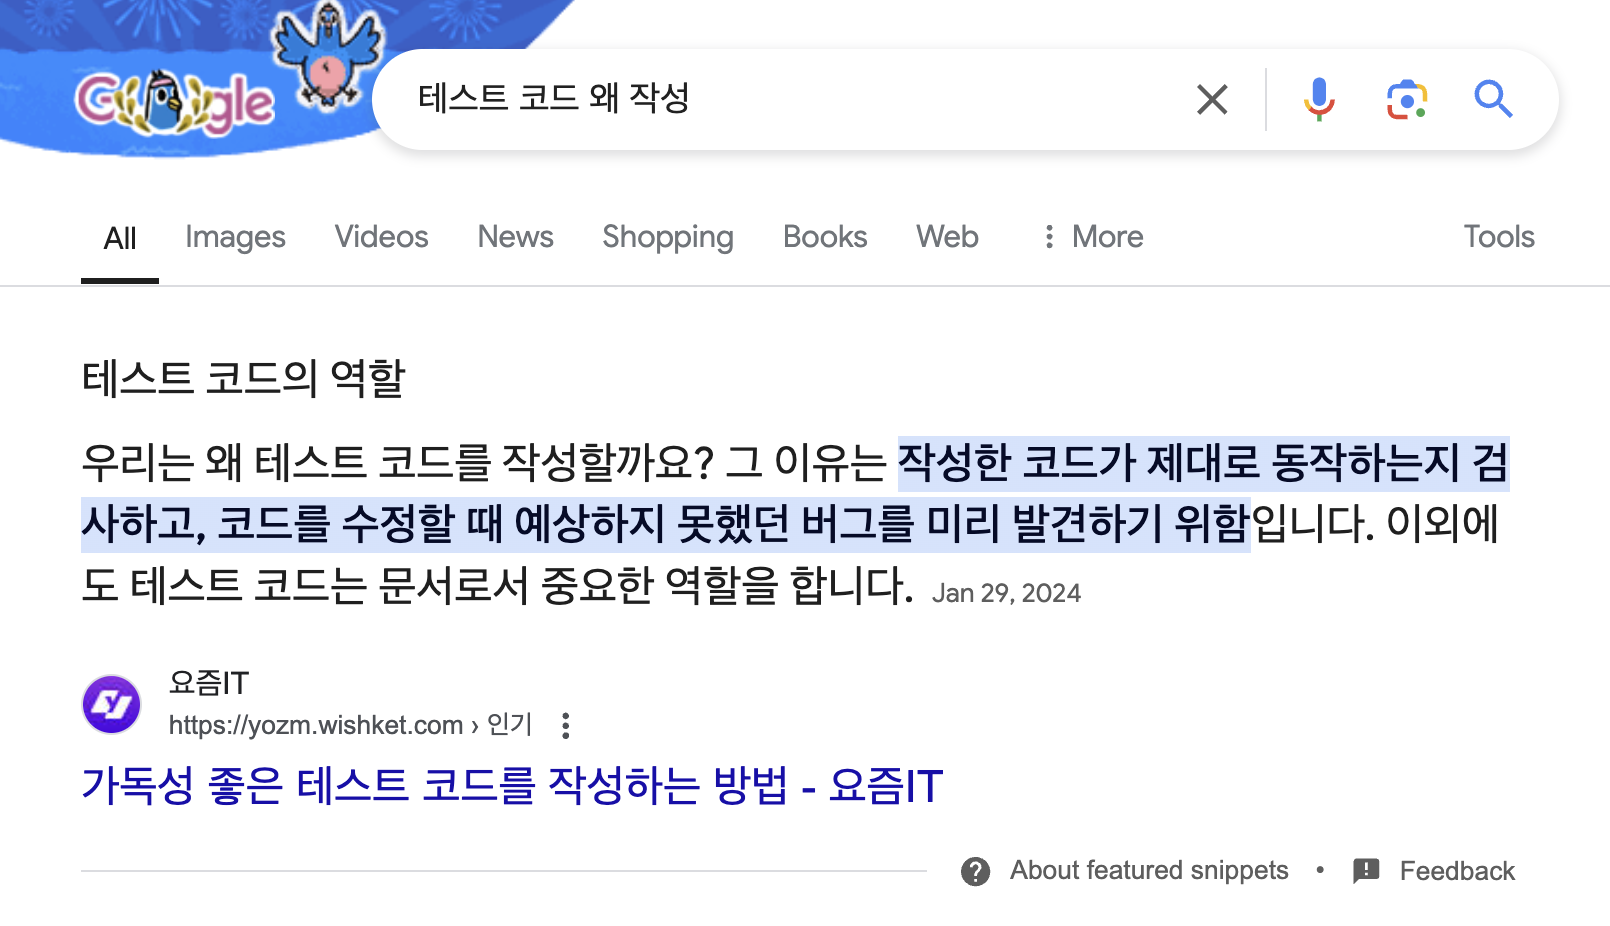 Google
테스트 코드 왜 작성
All Images Videos News Shopping Books Web More Tools
테스트 코드의 역할
우리는 왜 테스트 코드를 작성할까요? 그 이유는 작성한 코드가 제대로 동작하는지 검
사하고, 코드를 수정할 때 예상하지 못했던 버그를 미리 발견하기 위함입니다. 이외에
도 테스트 코드는 문서로서 중요한 역할을 합니다. Jan 29, 2024
요즘IT
https://yozm.wishket.com › 인기
가독성 좋은 테스트 코드를 작성하는 방법 - 요즘IT
About featured snippets • Feedback